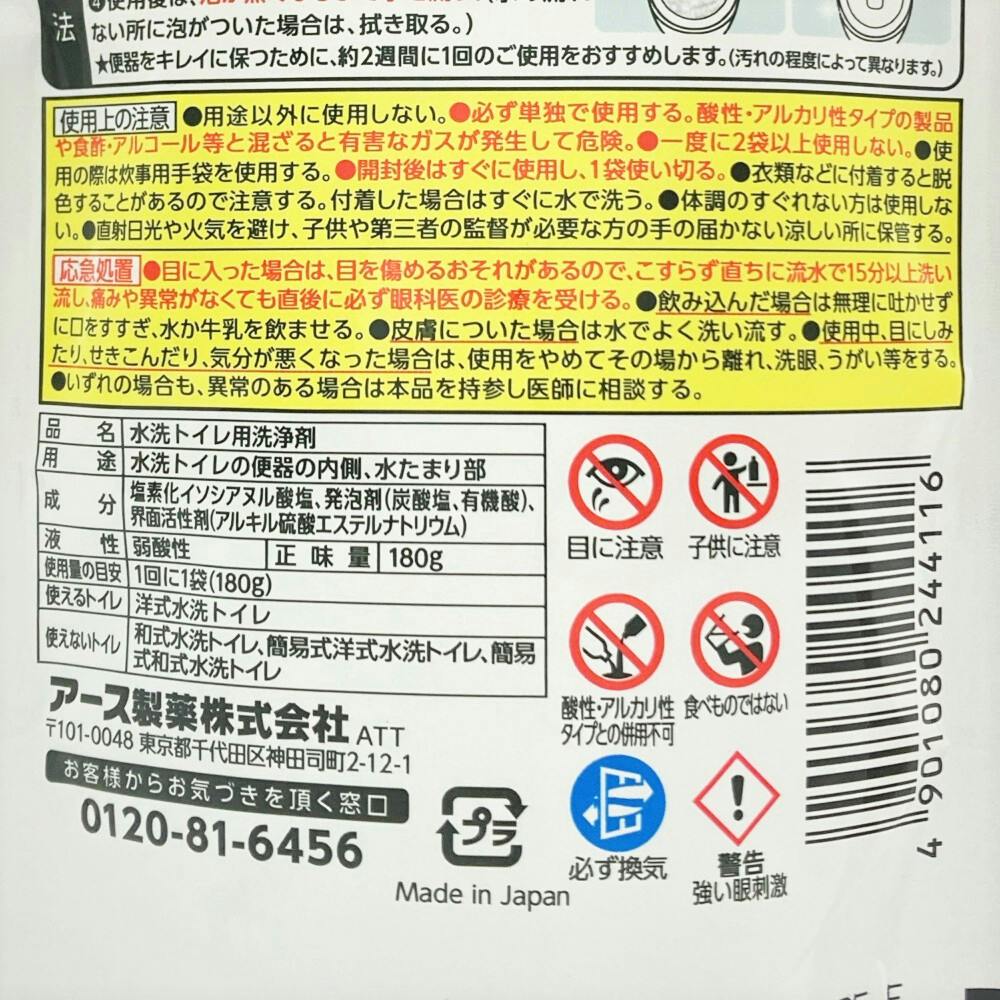 法
ない所に泡がついた場合は、拭き取る。)
★便器をキレイに保つために、約2週間に1回のご使用をおすすめします。(汚れの程度によって異なります。)
使用上の注意 ●用途以外に使用しない。●必ず単独で使用する。酸性・アルカリ性タイプの製品
や食酢・アルコール等と混ざると有害なガスが発生して危険。●一度に2袋以上使用しない。●使
用の際は炊事用手袋を使用する。●開封後はすぐに使用し、1袋使い切る。●衣類などに付着すると脱
色することがあるので注意する。付着した場合はすぐに水で洗う。●体調のすぐれない方は使用しな
い。●直射日光や火気を避け、子供や第三者の監督が必要な方の手の届かない涼しい所に保管する。
応急処置 ●目に入った場合は、目を傷めるおそれがあるので、こすらず直ちに流水で15分以上洗い
流し、痛みや異常がなくても直後に必ず眼科医の診療を受ける。●飲み込んだ場合は無理に吐かせず
に口をすすぎ、水か牛乳を飲ませる。●皮膚についた場合は水でよく洗い流す。●使用中、目にしみ
たり、せきこんだり、気分が悪くなった場合は、使用をやめてその場から離れ、洗眼、うがい等をする。
●いずれの場合も、異常のある場合は本品を持参し医師に相談する。
品名 水洗トイレ用洗浄剤
用途 水洗トイレの便器の内側、水たまり部
成分 塩素化イソシアヌル酸塩、発泡剤(炭酸塩、有機酸)、
界面活性剤(アルキル硫酸エステルナトリウム)
液性 弱酸性 正味量 180g
使用量の目安 1回に1袋(180g)
使えるトイレ 洋式水洗トイレ
使えないトイレ 和式水洗トイレ、簡易式洋式水洗トイレ、簡易
式和式水洗トイレ
アース製薬株式会社 ATT
〒101-0048 東京都千代田区神田司町2-12-1
お客様からお気づきを頂く窓口
0120-81-6456
プラ
Made in Japan
目に注意 子供に注意
酸性・アルカリ性
タイプとの併用不可
食べものではない
必ず換気
警告
強い眼刺激
4 901080 244116